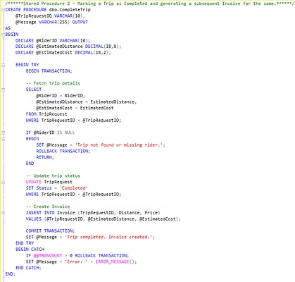 /******Stored Procedure 2 - Marking a Trip as Completed and generating a subsequent Invoice for the same.******/
CREATE PROCEDURE dbo.CompleteTrip
@TripRequestID VARCHAR(10),
@Message VARCHAR(255) OUTPUT
AS
BEGIN
DECLARE @RiderID VARCHAR(10);
DECLARE @EstimatedDistance DECIMAL(10,8);
DECLARE @EstimatedCost DECIMAL(10,2);
BEGIN TRY
BEGIN TRANSACTION;
-- Fetch trip details
SELECT
@RiderID = RiderID,
@EstimatedDistance = EstimatedDistance,
@EstimatedCost = EstimatedCost
FROM TripRequest
WHERE TripRequestID = @TripRequestID;
IF @RiderID IS NULL
BEGIN
SET @Message = 'Trip not found or missing rider.';
ROLLBACK TRANSACTION;
RETURN;
END
-- Update trip status
UPDATE TripRequest
SET Status = 'Completed'
WHERE TripRequestID = @TripRequestID;
-- Create Invoice
INSERT INTO Invoice (TripRequestID, Distance, Price)
VALUES (@TripRequestID, @EstimatedDistance, @EstimatedCost);
COMMIT TRANSACTION;
SET @Message = 'Trip completed. Invoice created.';
END TRY
BEGIN CATCH
IF @@TRANCOUNT > 0 ROLLBACK TRANSACTION;
SET @Message = 'Error: ' + ERROR_MESSAGE();
END CATCH;
END;